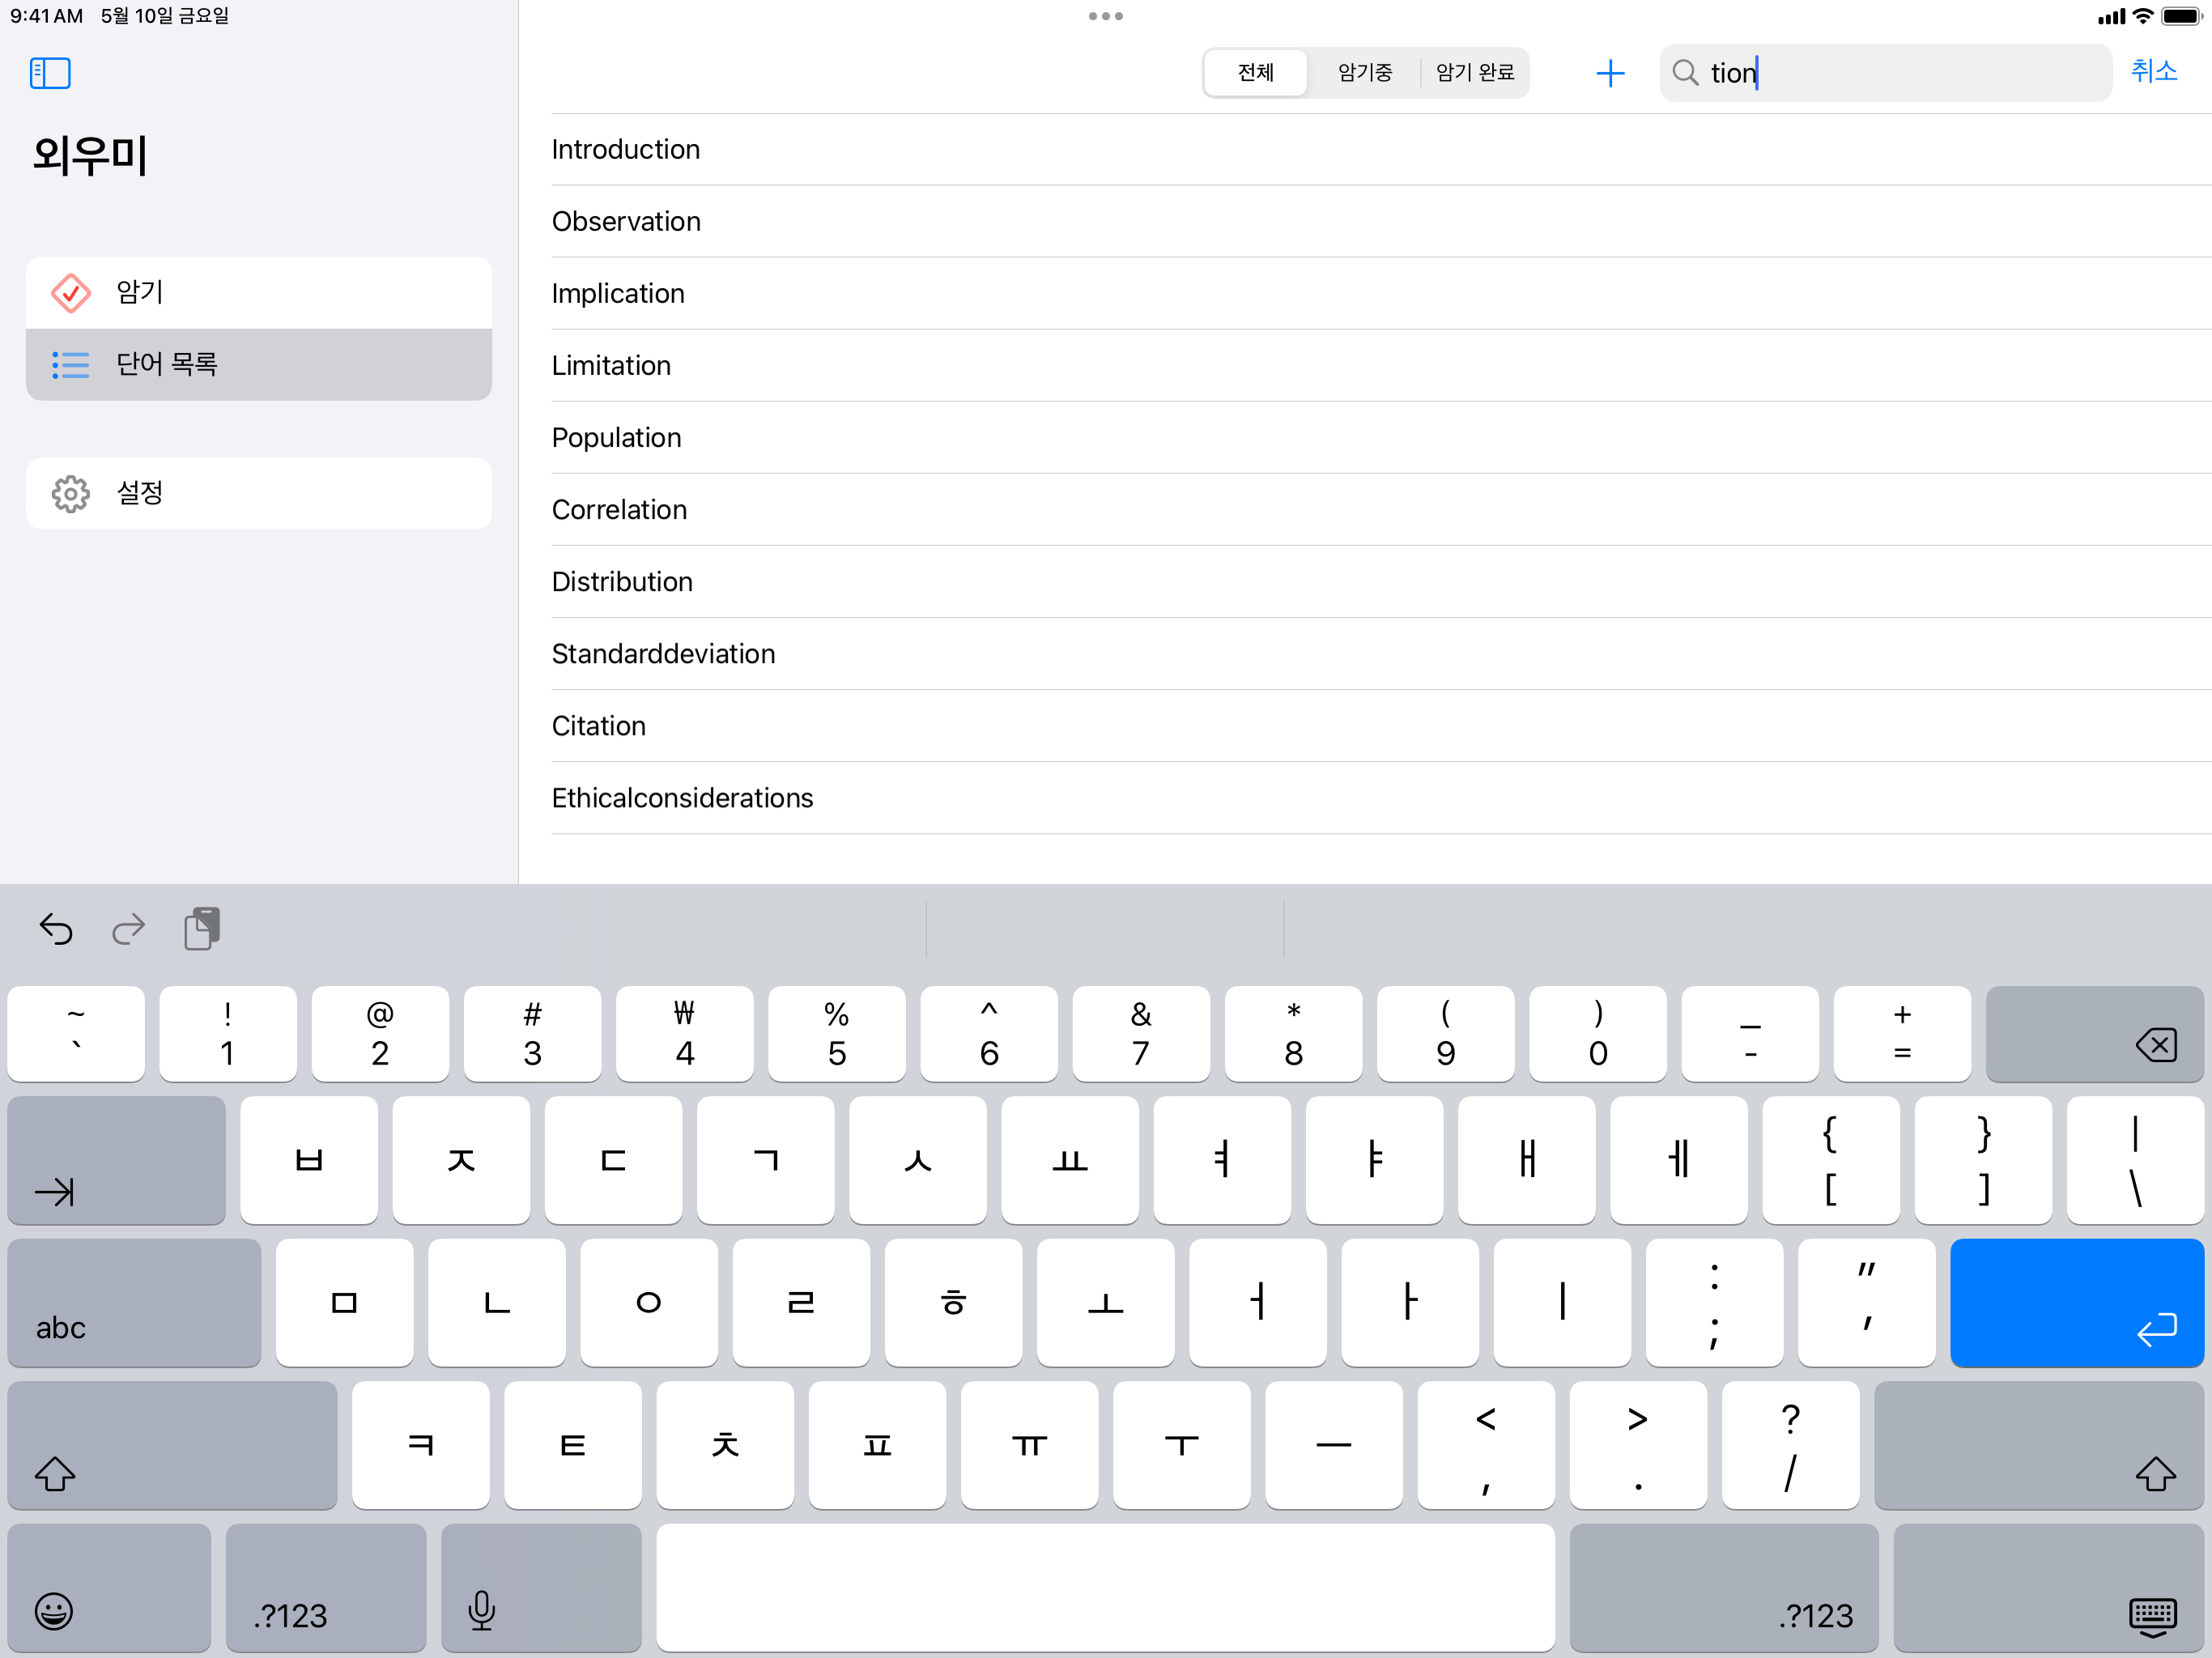 9:41 AM 5월 10일 금요일
외우미
암기
단어 목록
설정
전체 암기중 암기 완료
tion
취소
Introduction
Observation
Implication
Limitation
Population
Correlation
Distribution
Standarddeviation
Citation
Ethicalconsiderations
~ ! @ # ₩ % ^ & * ( ) _ +
` 1 2 3 4 5 6 7 8 9 0 - =
ㅂ ㅈ ㄷ ㄱ ㅅ ㅛ ㅕ ㅑ ㅐ ㅔ { } |
[ ] \
abc ㅁ ㄴ ㅇ ㄹ ㅎ ㅗ ㅓ ㅏ ㅣ : "
; '
ㅋ ㅌ ㅊ ㅍ ㅠ ㅜ ㅡ < > ?
, . /
.?123 .?123